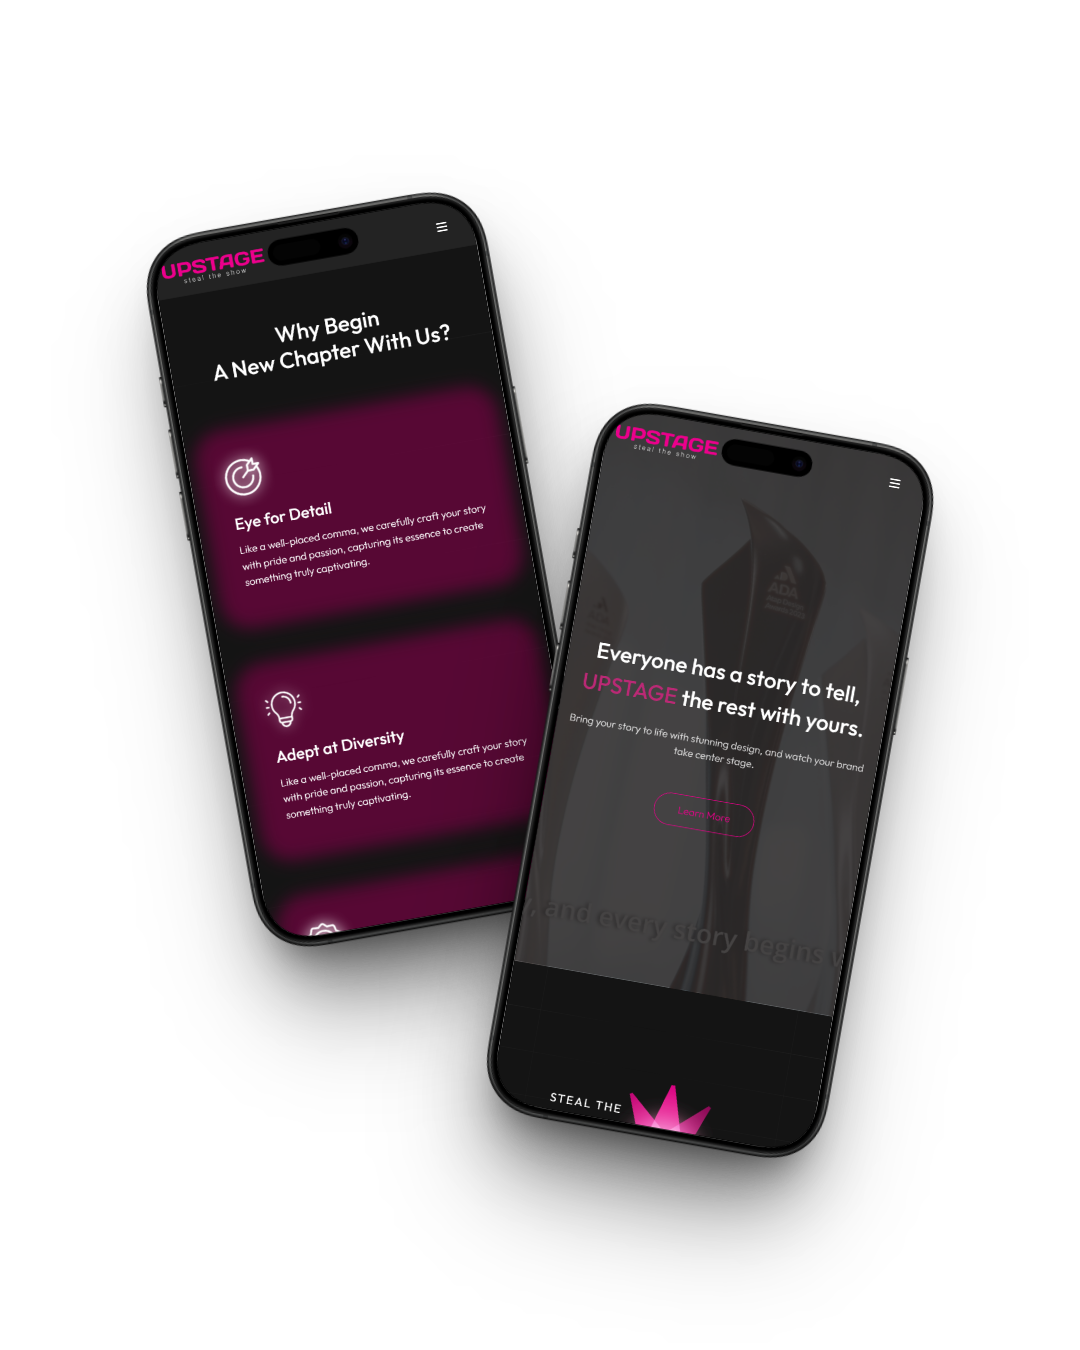 UPSTAGE
steal the show
Why Begin
A New Chapter With Us?
Eye for Detail
Like a well-placed comma, we carefully craft your story
with pride and passion, capturing its essence to create
something truly captivating.
Adept at Diversity
Like a well-placed comma, we carefully craft your story
with pride and passion, capturing its essence to create
something truly captivating.
UPSTAGE
steal the show
ADA
Everyone has a story to tell,
UPSTAGE the rest with yours.
Bring your story to life with stunning design, and watch your brand
take center stage.
Learn More
, and every story begins
STEAL THE